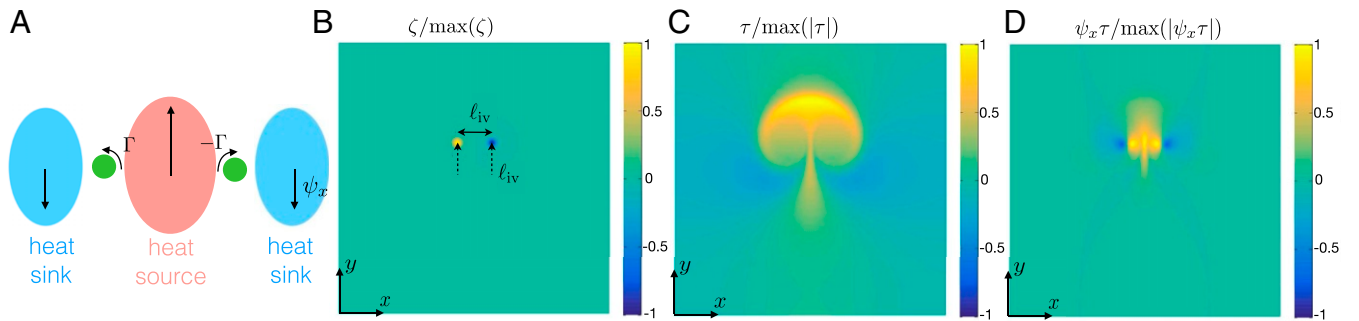 A
Γ
−Γ
ψ_x
heat sink
heat source
heat sink
B
ζ/max(ζ)
ℓ_iv
ℓ_iv
y
x
1
0.5
0
-0.5
-1
C
τ/max(|τ|)
y
x
1
0.5
0
-0.5
-1
D
ψ_xτ/max(|ψ_xτ|)
y
x
1
0.5
0
-0.5
-1